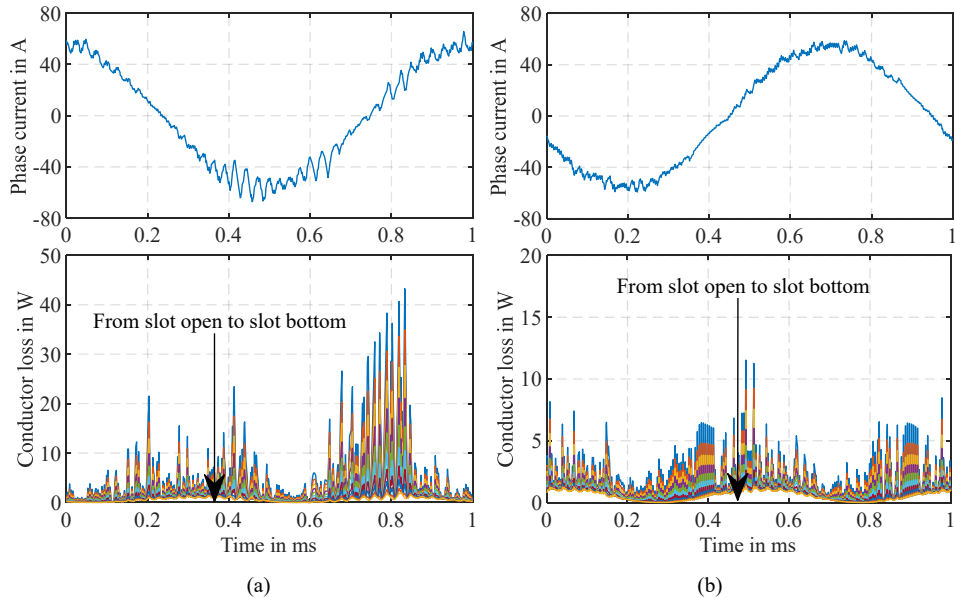 80
40
0
-40
-80
Phase current in A
0 0.2 0.4 0.6 0.8 1
80
40
0
-40
-80
Phase current in A
0 0.2 0.4 0.6 0.8 1
50
40
30
20
10
0
Conductor loss in W
From slot open to slot bottom
0 0.2 0.4 0.6 0.8 1
Time in ms
(a)
20
15
10
5
0
Conductor loss in W
From slot open to slot bottom
0 0.2 0.4 0.6 0.8 1
Time in ms
(b)